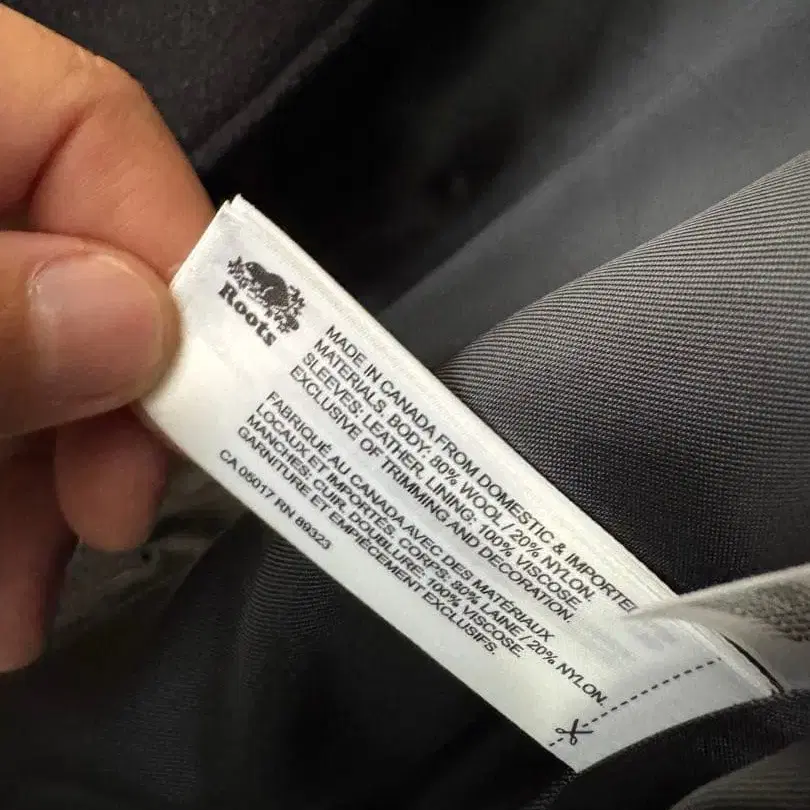 Roots
MADE IN CANADA FROM DOMESTIC & IMPORTED
MATERIALS. BODY: 80% WOOL / 20% NYLON.
SLEEVES: LEATHER. LINING: 100% VISCOSE.
EXCLUSIVE OF TRIMMING AND DECORATION.
FABRIQUÉ AU CANADA AVEC DES MATÉRIAUX
LOCAUX ET IMPORTÉS. CORPS: 80% LAINE / 20% NYLON.
MANCHES: CUIR. DOUBLURE: 100% VISCOSE.
GARNITURE ET EMPIECEMENT EXCLUSIFS.
CA 05017 RN 89323